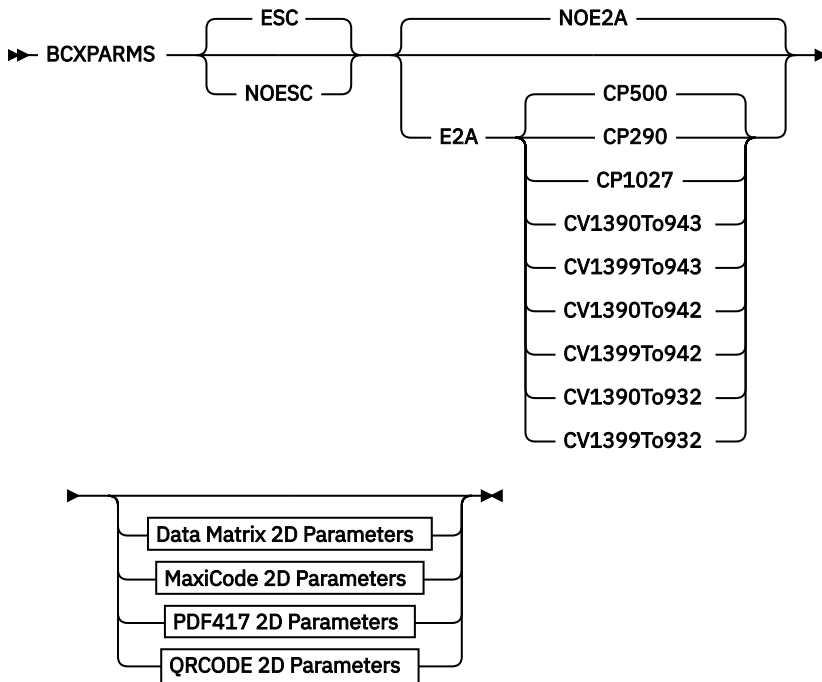 ESC
NOE2A
BCXPARMS
NOESC
CP500
E2A
CP290
CP1027
CV1390To943
CV1399To943
CV1390To942
CV1399To942
CV1390To932
CV1399To932
Data Matrix 2D Parameters
MaxiCode 2D Parameters
PDF417 2D Parameters
QRCODE 2D Parameters